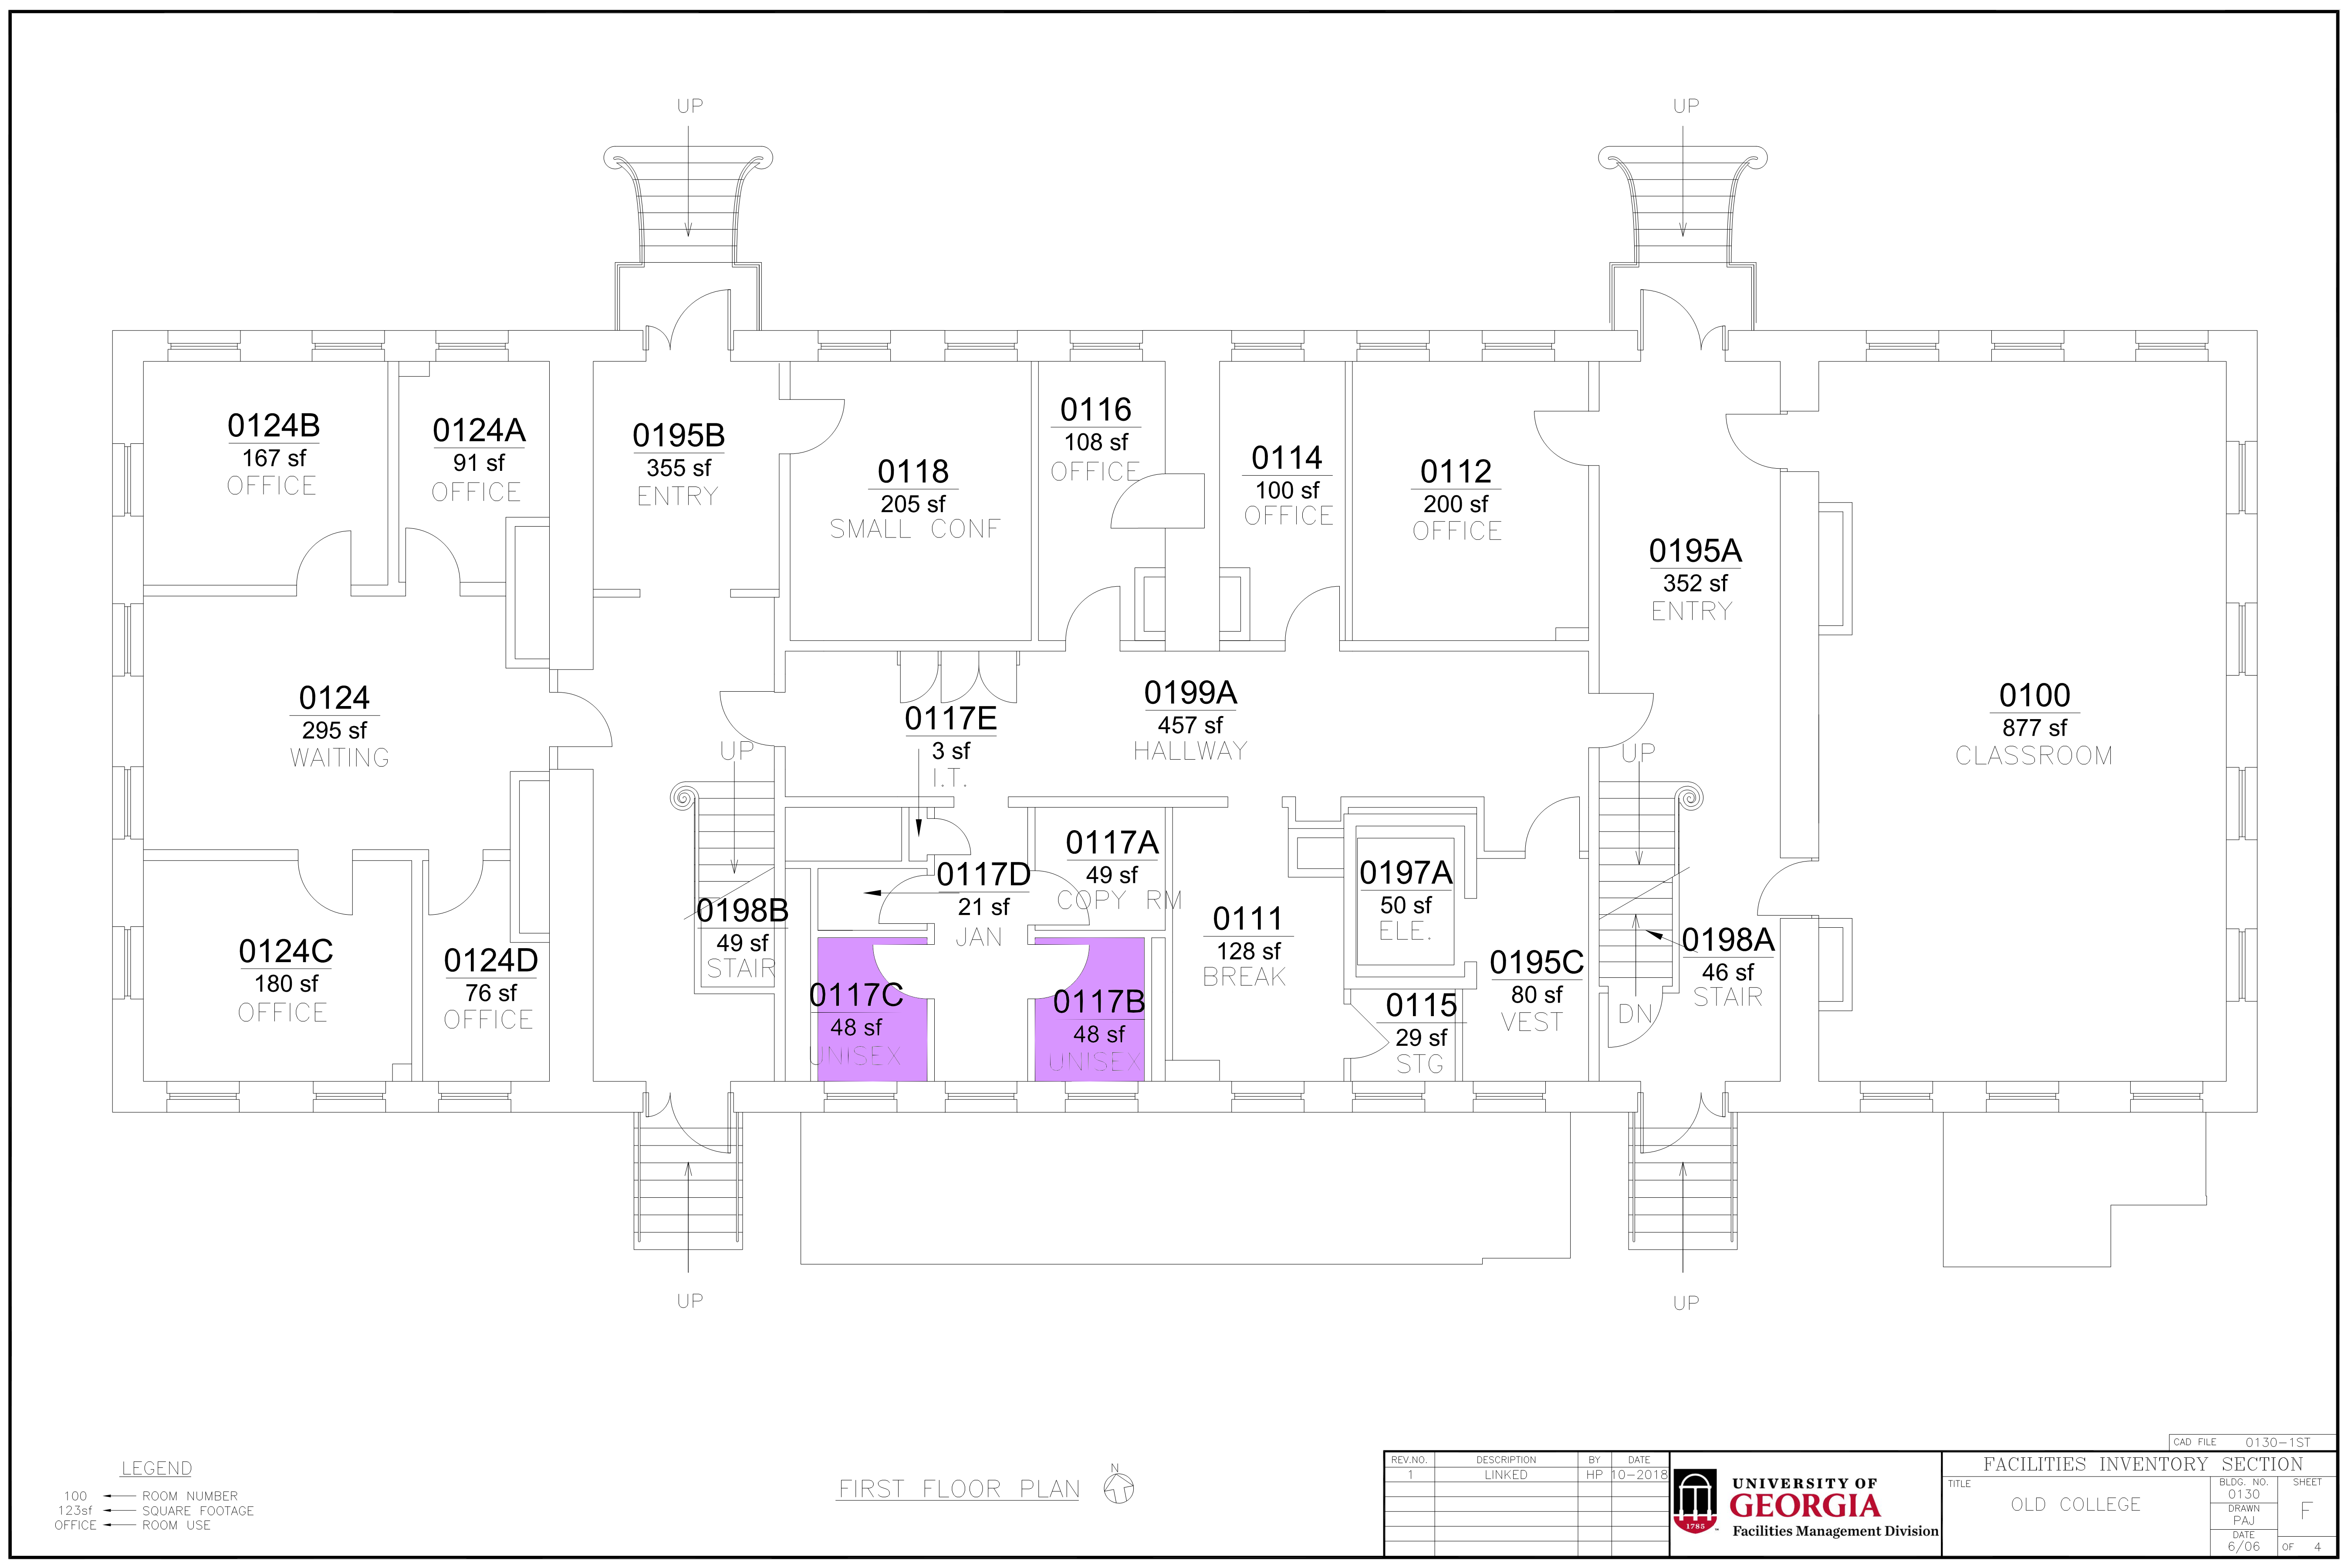 UP
UP
0124B
167 sf
OFFICE
0124A
91 sf
OFFICE
0195B
355 sf
ENTRY
0118
205 sf
SMALL CONF
0116
108 sf
OFFICE
0114
100 sf
OFFICE
0112
200 sf
OFFICE
0195A
352 sf
ENTRY
0124
295 sf
WAITING
UP
0117E
3 sf
I.T.
0199A
457 sf
HALLWAY
UP
0100
877 sf
CLASSROOM
0124C
180 sf
OFFICE
0124D
76 sf
OFFICE
0198B
49 sf
STAIR
0117D
21 sf
JAN
0117A
49 sf
COPY RM
0117C
48 sf
UNISEX
0117B
48 sf
UNISEX
0111
128 sf
BREAK
0197A
50 sf
ELE.
0115
29 sf
STG
0195C
80 sf
VEST
DN
0198A
46 sf
STAIR
UP
UP
LEGEND
100 ROOM NUMBER
123sf SQUARE FOOTAGE
OFFICE ROOM USE
FIRST FLOOR PLAN
N
REV.NO. DESCRIPTION BY DATE
1 LINKED HP 10-2018
1785
UNIVERSITY OF
GEORGIA
Facilities Management Division
CAD FILE 0130-1ST
FACILITIES INVENTORY SECTION
TITLE
OLD COLLEGE
BLDG. NO.
0130
DRAWN
PAJ
DATE
6/06
SHEET
F
OF 4